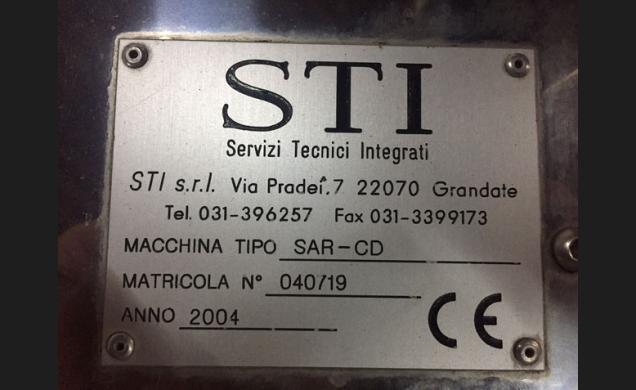 STI
Servizi Tecnici Integrati
STI s.r.l. Via Pradei,7 22070 Grandate
Tel. 031-396257 Fax 031-3399173
MACCHINA TIPO SAR-CD
MATRICOLA N° 040719
ANNO 2004
CE